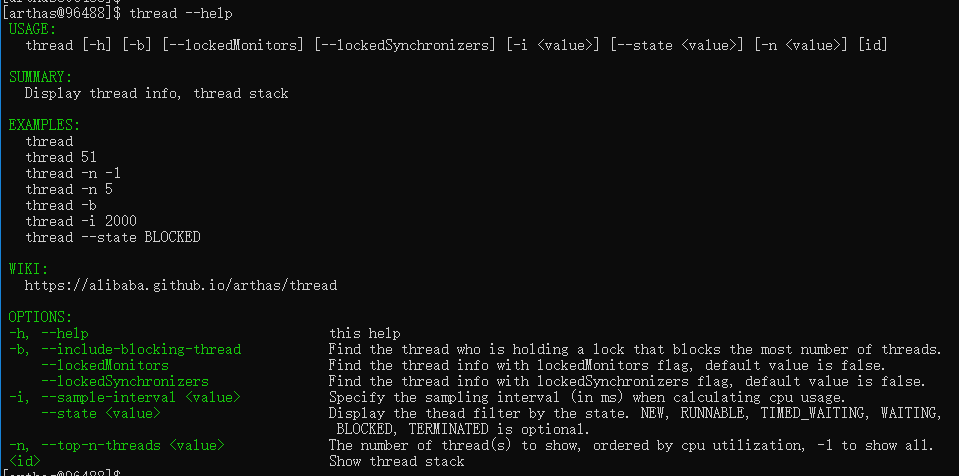 [arthas@96488]$ thread --help
USAGE:
thread [-h] [-b] [--lockedMonitors] [--lockedSynchronizers] [-i <value>] [--state <value>] [-n <value>] [id]
SUMMARY:
Display thread info, thread stack
EXAMPLES:
thread
thread 51
thread -n -1
thread -n 5
thread -b
thread -i 2000
thread --state BLOCKED
WIKI:
https://alibaba.github.io/arthas/thread
OPTIONS:
-h, --help this help
-b, --include-blocking-thread Find the thread who is holding a lock that blocks the most number of threads.
--lockedMonitors Find the thread info with lockedMonitors flag, default value is false.
--lockedSynchronizers Find the thread info with lockedSynchronizers flag, default value is false.
-i, --sample-interval <value> Specify the sampling interval (in ms) when calculating cpu usage.
--state <value> Display the thead filter by the state. NEW, RUNNABLE, TIMED_WAITING, WAITING,
BLOCKED, TERMINATED is optional.
-n, --top-n-threads <value> The number of thread(s) to show, ordered by cpu utilization, -1 to show all.
<id> Show thread stack
[arthas@96488]$